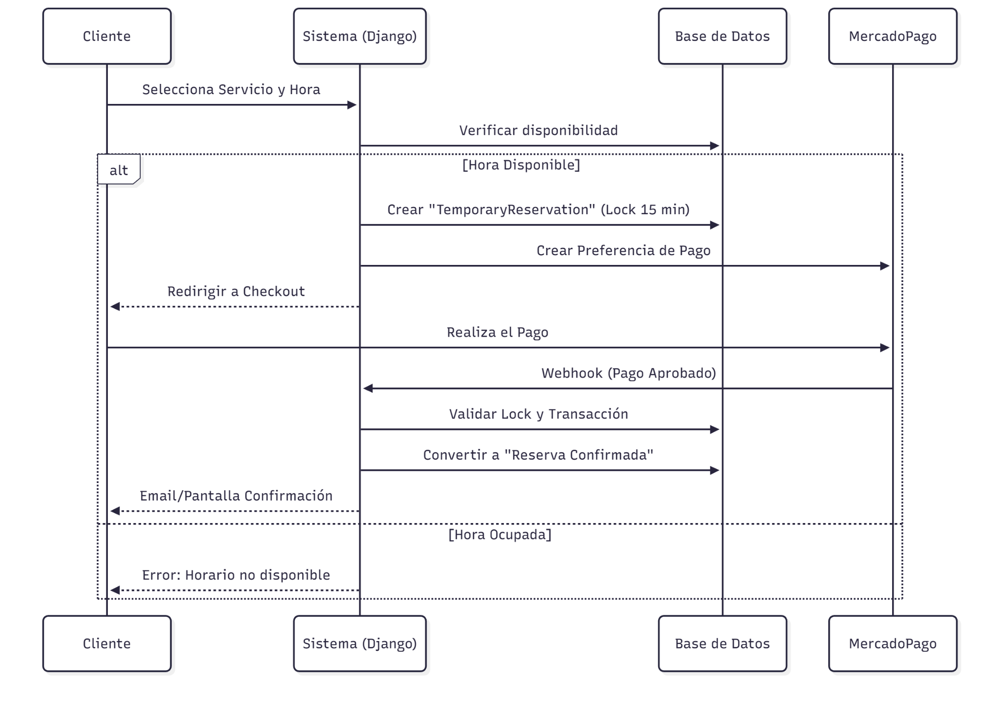 Cliente
Sistema (Django)
Base de Datos
MercadoPago
Selecciona Servicio y Hora
Verificar disponibilidad
alt
[Hora Disponible]
Crear "TemporaryReservation" (Lock 15 min)
Crear Preferencia de Pago
Redirigir a Checkout
Realiza el Pago
Webhook (Pago Aprobado)
Validar Lock y Transacción
Convertir a "Reserva Confirmada"
Email/Pantalla Confirmación
[Hora Ocupada]
Error: Horario no disponible
Cliente
Sistema (Django)
Base de Datos
MercadoPago